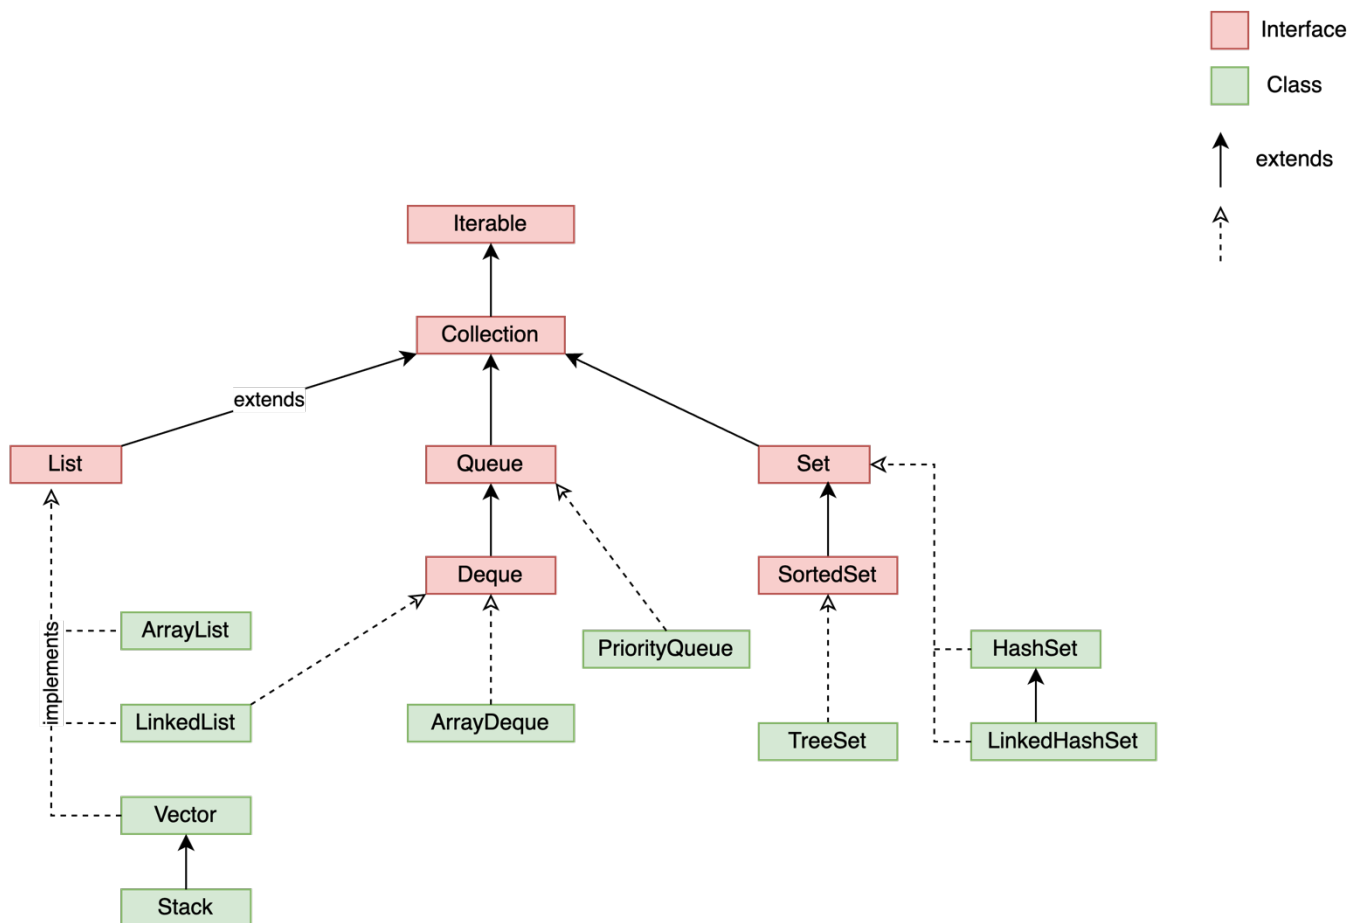 Interface
Class
extends
Iterable
Collection
extends
List
Queue
Set
Deque
SortedSet
implements
ArrayList
PriorityQueue
HashSet
LinkedList
ArrayDeque
TreeSet
LinkedHashSet
Vector
Stack